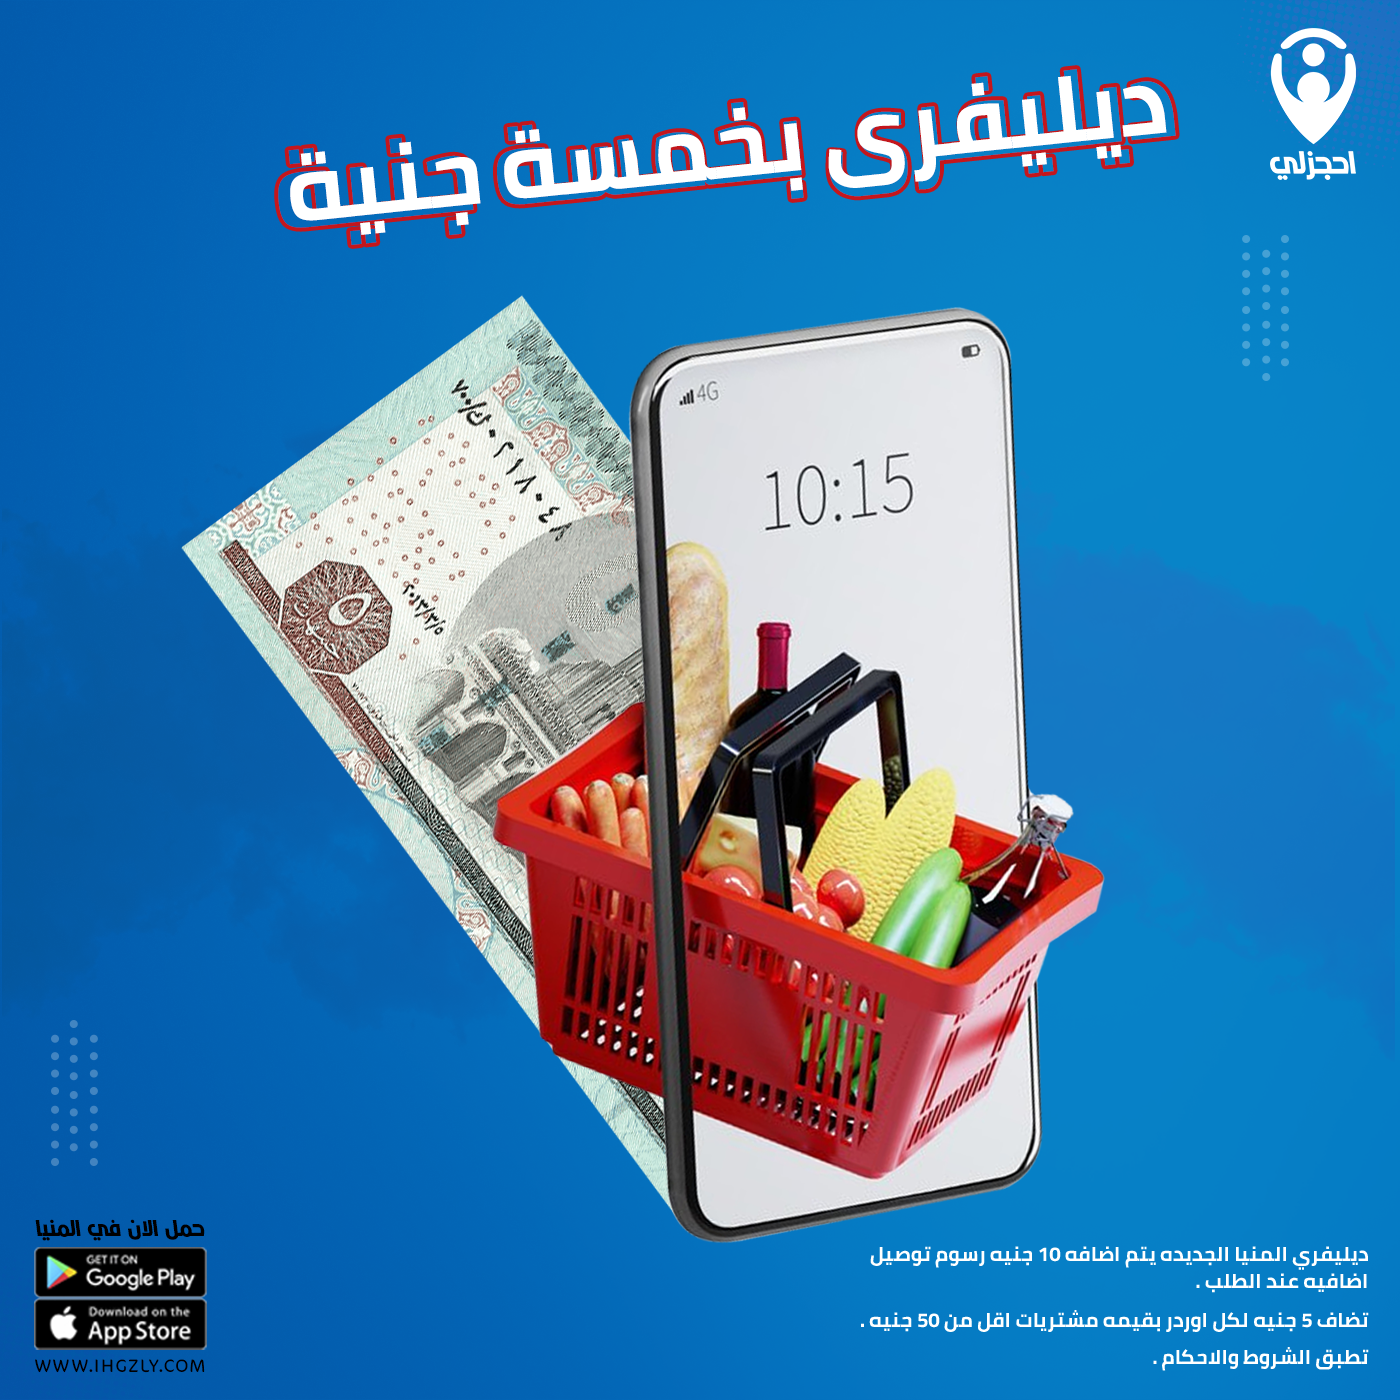 احجزلي
ديليفرى بخمسة جنية
4G
10:15
حمل الان في المنيا
GET IT ON
Google Play
Download on the
App Store
WWW.IHGZLY.COM
ديليفري المنيا الجديده يتم اضافه 10 جنيه رسوم توصيل
اضافيه عند الطلب .
تضاف 5 جنيه لكل اوردر بقيمه مشتريات اقل من 50 جنيه .
تطبق الشروط والاحكام .